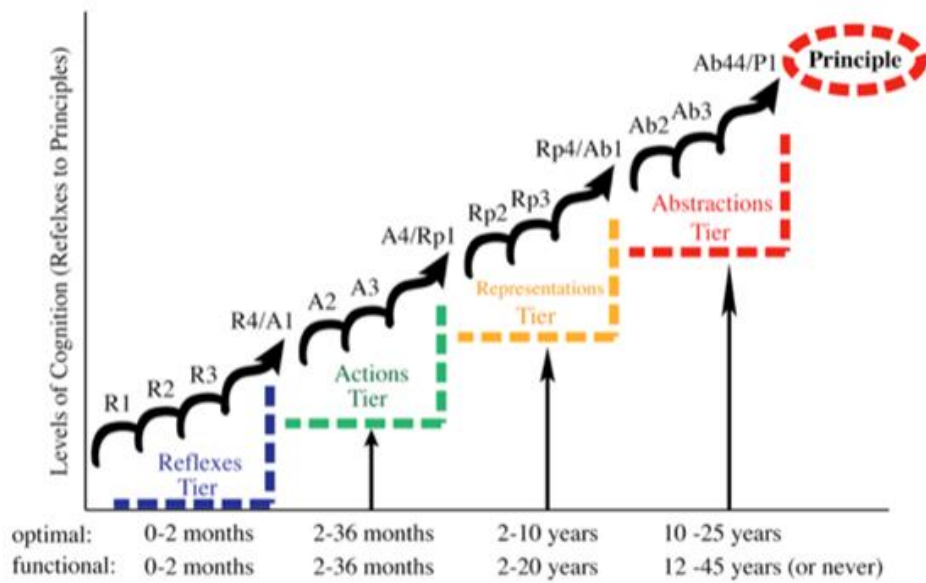 Levels of Cognition (Refelxes to Principles)
Principle
Ab44/P1
Ab2 Ab3
Rp4/Ab1
Abstractions
Tier
Rp2 Rp3
A4/Rp1
Representations
Tier
A2 A3
R4/A1
Actions
Tier
R1 R2 R3
Reflexes
Tier
optimal: 0-2 months 2-36 months 2-10 years 10 -25 years
functional: 0-2 months 2-36 months 2-20 years 12 -45 years (or never)